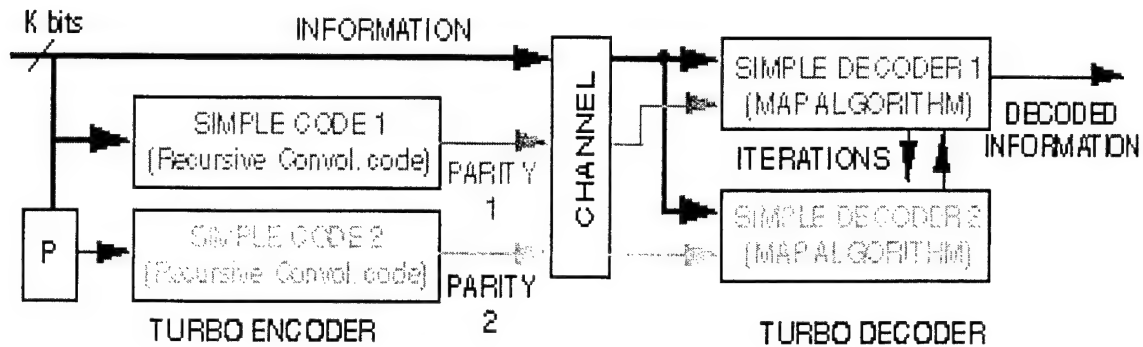 K bits
INFORMATION
SIMPLE CODE 1
(Recursive Convol. code)
PARITY
1
P
SIMPLE CODE 2
(Recursive Convol. code)
PARITY
2
TURBO ENCODER
CHANNEL
SIMPLE DECODER 1
(MAP ALGORITHM)
DECODED
INFORMATION
ITERATIONS
SIMPLE DECODER 2
(MAP ALGORITHM)
TURBO DECODER